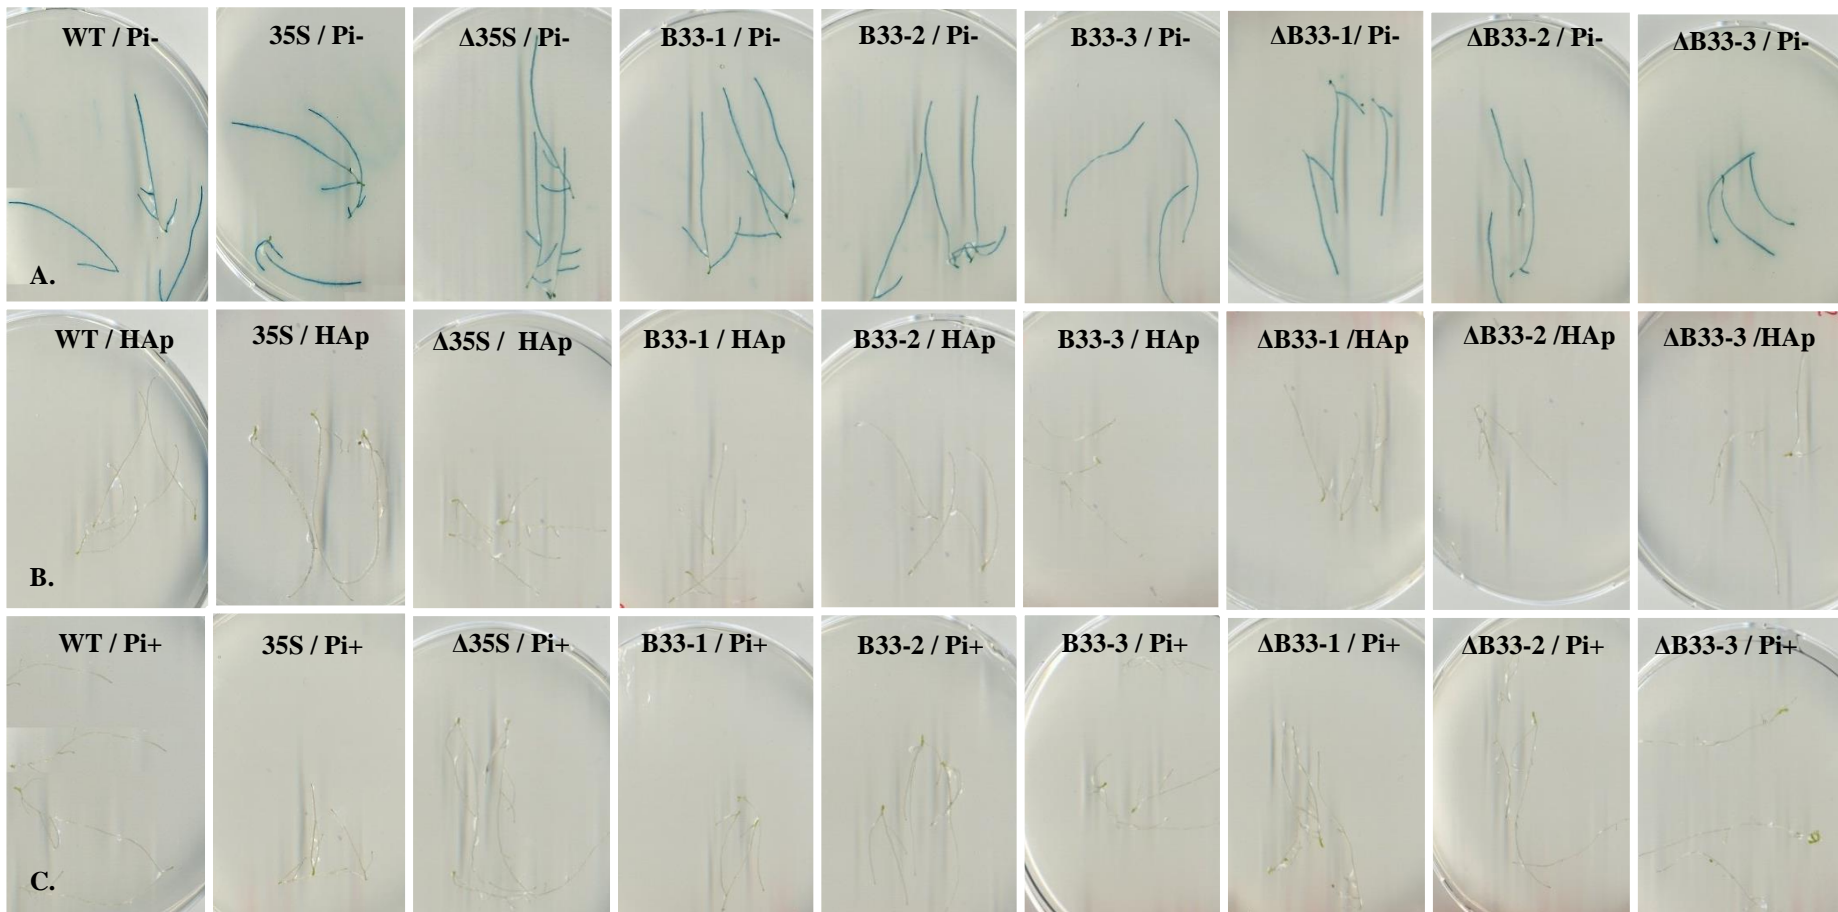 WT / Pi-
35S / Pi-
Δ35S / Pi-
B33-1 / Pi-
B33-2 / Pi-
B33-3 / Pi-
ΔB33-1/ Pi-
ΔB33-2 / Pi-
ΔB33-3 / Pi-
A.
WT / HAp
35S / HAp
Δ35S / HAp
B33-1 / HAp
B33-2 / HAp
B33-3 / HAp
ΔB33-1 /HAp
ΔB33-2 /HAp
ΔB33-3 /HAp
B.
WT / Pi+
35S / Pi+
Δ35S / Pi+
B33-1 / Pi+
B33-2 / Pi+
B33-3 / Pi+
ΔB33-1 / Pi+
ΔB33-2 / Pi+
ΔB33-3 / Pi+
C.